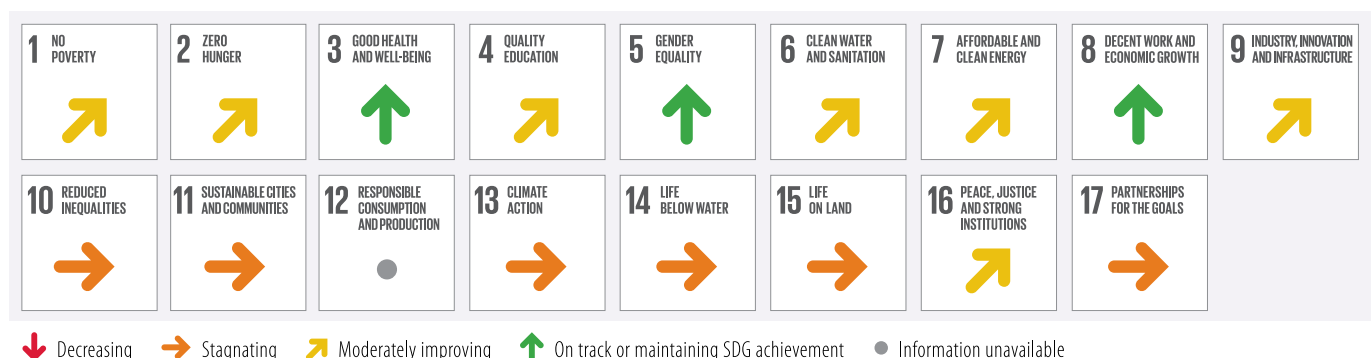 1 NO
POVERTY
2 ZERO
HUNGER
3 GOOD HEALTH
AND WELL-BEING
4 QUALITY
EDUCATION
5 GENDER
EQUALITY
6 CLEAN WATER
AND SANITATION
7 AFFORDABLE AND
CLEAN ENERGY
8 DECENT WORK AND
ECONOMIC GROWTH
9 INDUSTRY, INNOVATION
AND INFRASTRUCTURE
10 REDUCED
INEQUALITIES
11 SUSTAINABLE CITIES
AND COMMUNITIES
12 RESPONSIBLE
CONSUMPTION
AND PRODUCTION
13 CLIMATE
ACTION
14 LIFE
BELOW WATER
15 LIFE
ON LAND
16 PEACE, JUSTICE
AND STRONG
INSTITUTIONS
17 PARTNERSHIPS
FOR THE GOALS
Decreasing Stagnating Moderately improving On track or maintaining SDG achievement Information unavailable